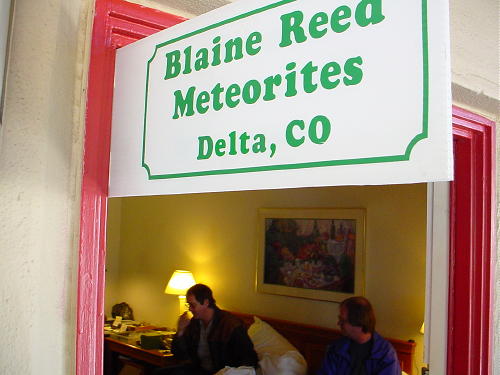 Blaine Reed
Meteorites
Delta, CO